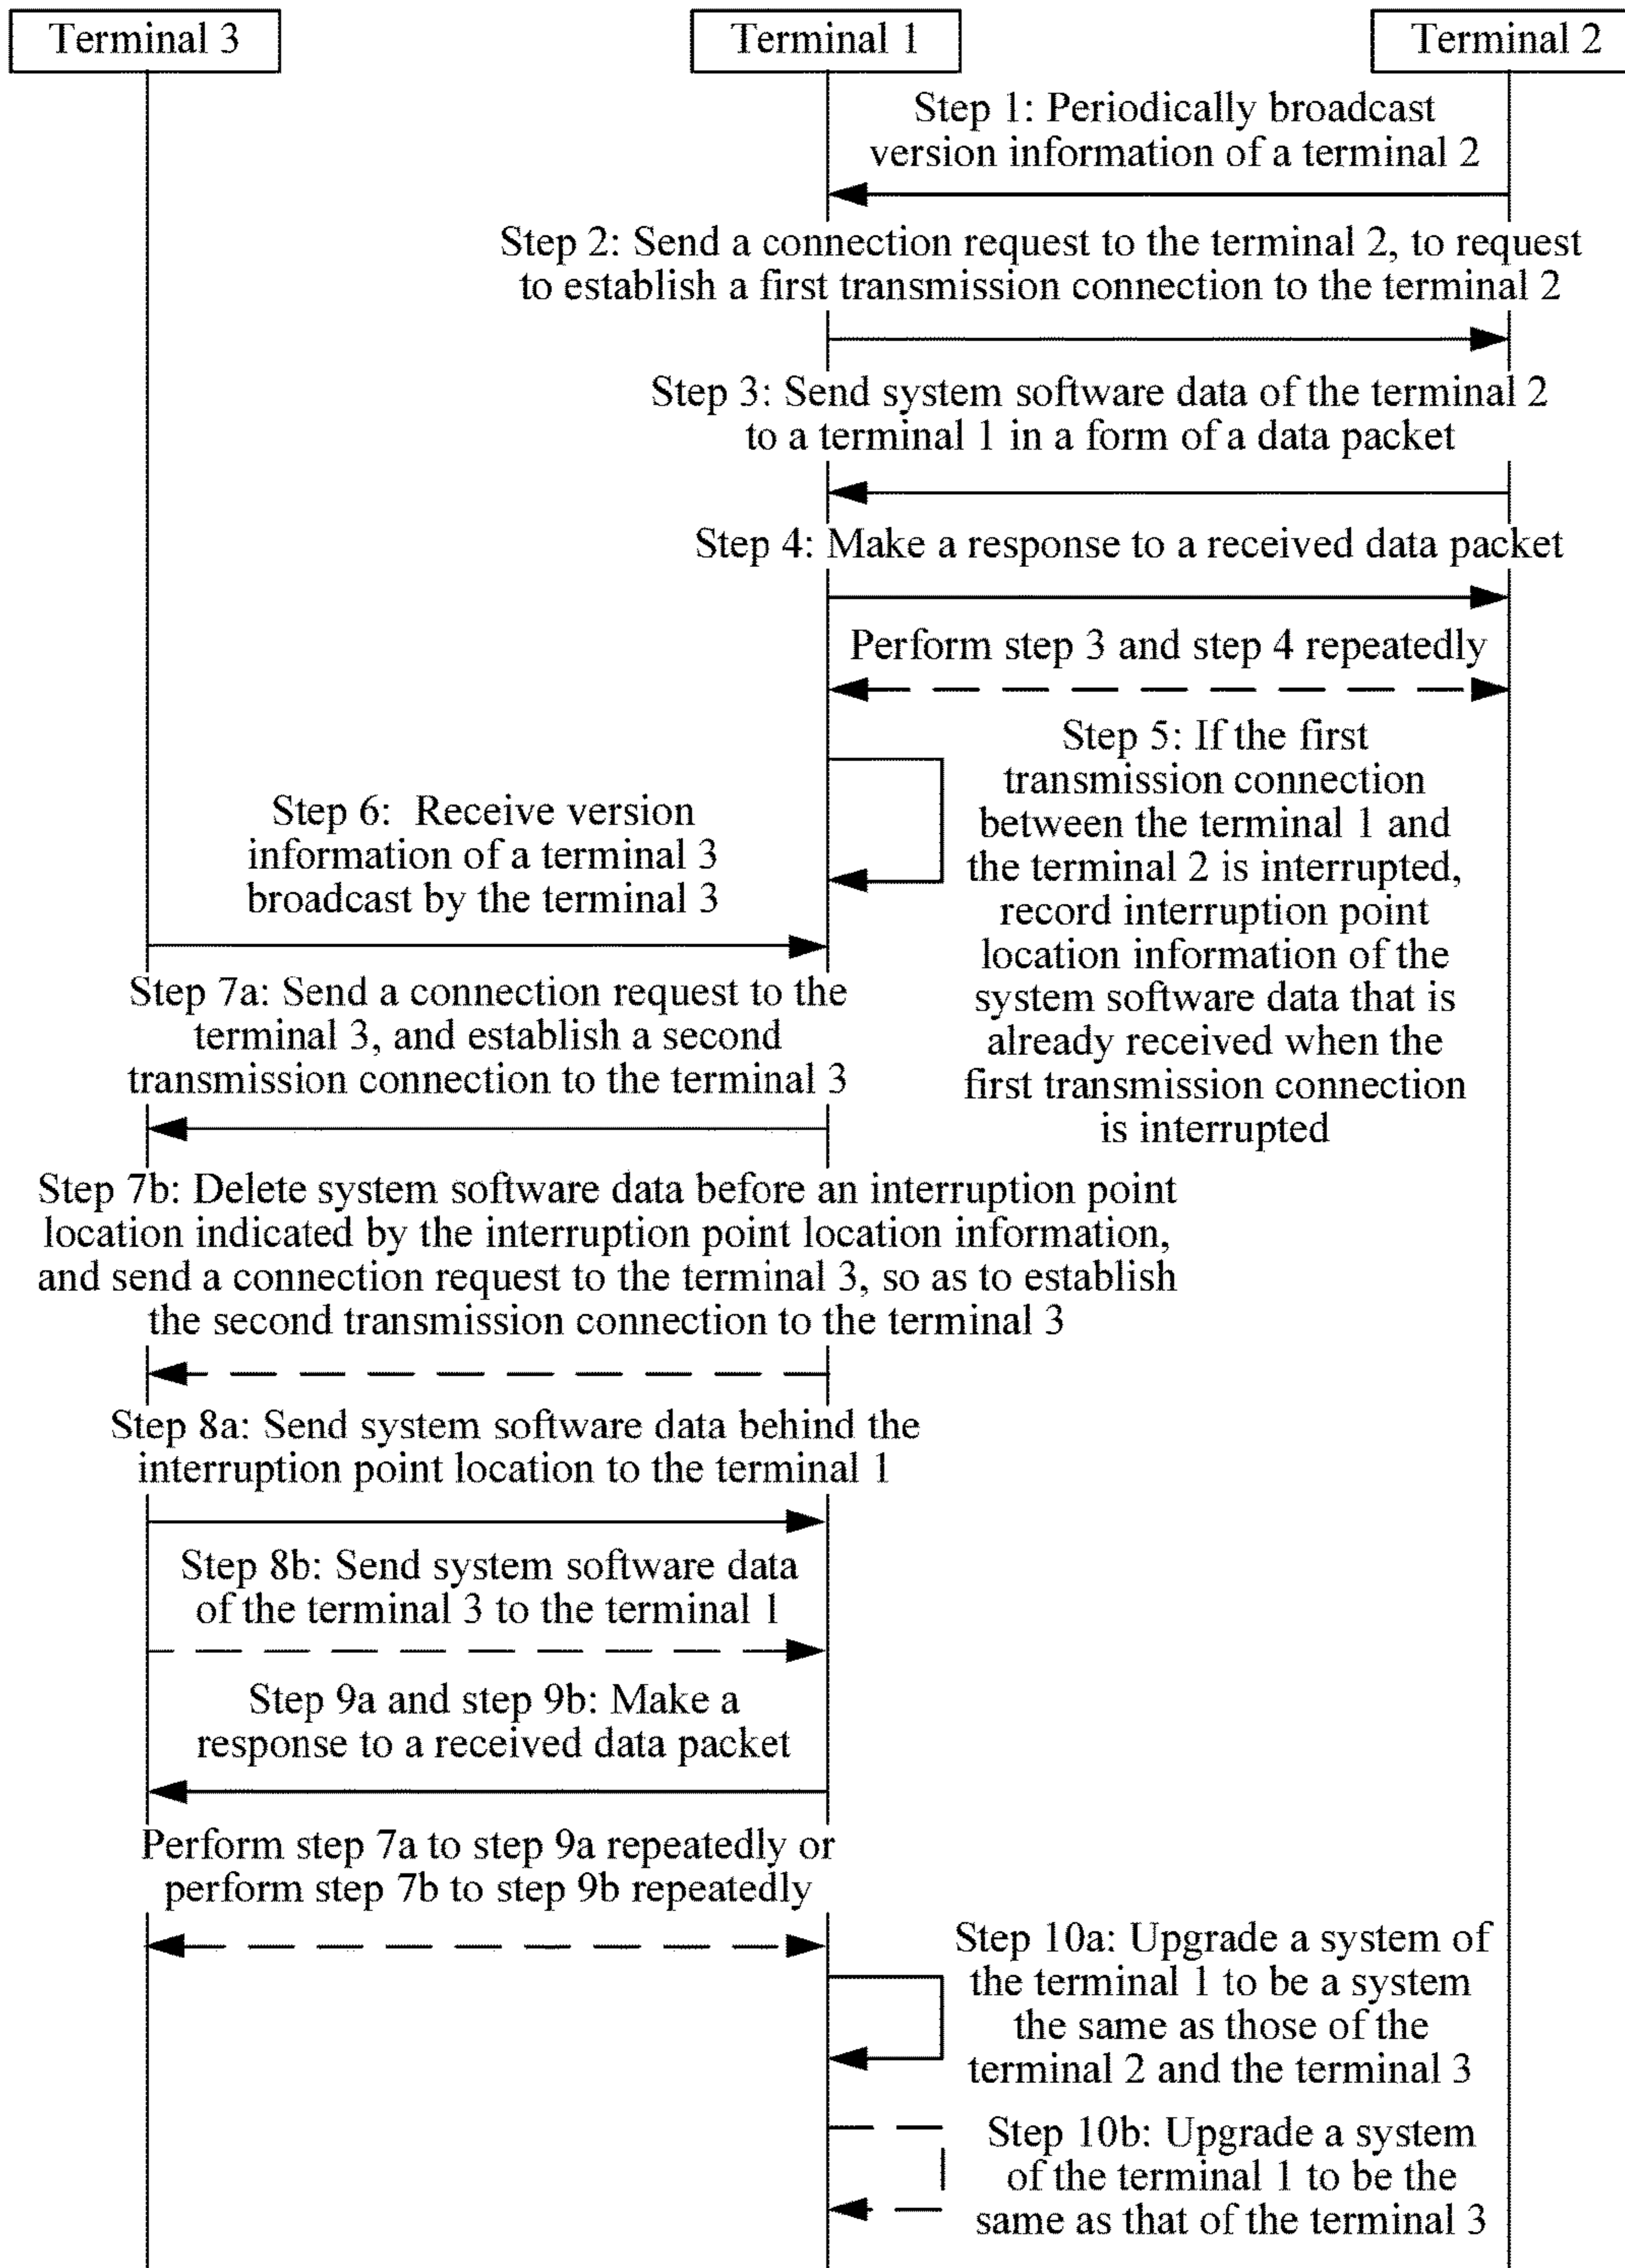 Terminal 3
Terminal 1
Terminal 2
Step 1: Periodically broadcast
version information of a terminal 2
Step 2: Send a connection request to the terminal 2, to request
to establish a first transmission connection to the terminal 2
Step 3: Send system software data of the terminal 2
to a terminal 1 in a form of a data packet
Step 4: Make a response to a received data packet
Perform step 3 and step 4 repeatedly
Step 5: If the first
transmission connection
between the terminal 1 and
the terminal 2 is interrupted,
record interruption point
location information of the
system software data that is
already received when the
first transmission connection
is interrupted
Step 6: Receive version
information of a terminal 3
broadcast by the terminal 3
Step 7a: Send a connection request to the
terminal 3, and establish a second
transmission connection to the terminal 3
Step 7b: Delete system software data before an interruption point
location indicated by the interruption point location information,
and send a connection request to the terminal 3, so as to establish
the second transmission connection to the terminal 3
Step 8a: Send system software data behind the
interruption point location to the terminal 1
Step 8b: Send system software data
of the terminal 3 to the terminal 1
Step 9a and step 9b: Make a
response to a received data packet
Perform step 7a to step 9a repeatedly or
perform step 7b to step 9b repeatedly
Step 10a: Upgrade a system of
the terminal 1 to be a system
the same as those of the
terminal 2 and the terminal 3
Step 10b: Upgrade a system
of the terminal 1 to be the
same as that of the terminal 3